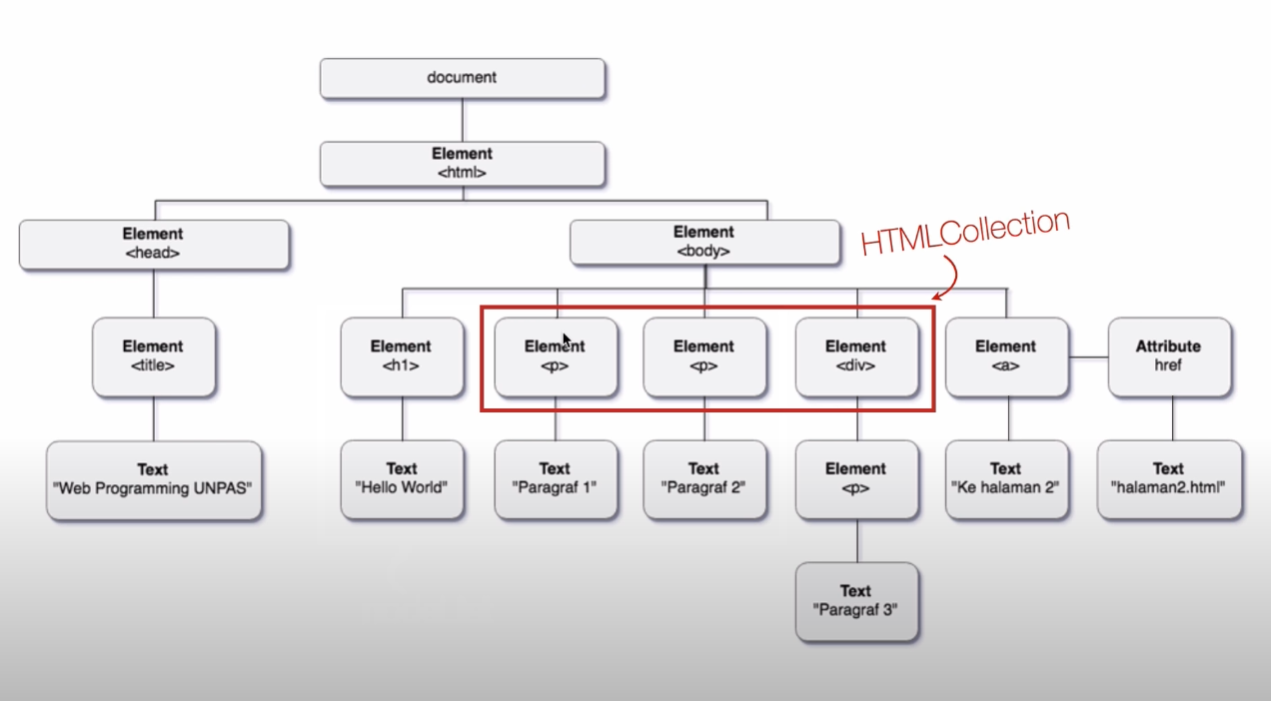 document
Element
<html>
Element
<head>
Element
<body>
HTMLCollection
Element
<title>
Element
<h1>
Element
<p>
Element
<p>
Element
<div>
Element
<a>
Attribute
href
Text
"Web Programming UNPAS"
Text
"Hello World"
Text
"Paragraf 1"
Text
"Paragraf 2"
Element
<p>
Text
"Ke halaman 2"
Text
"halaman2.html"
Text
"Paragraf 3"